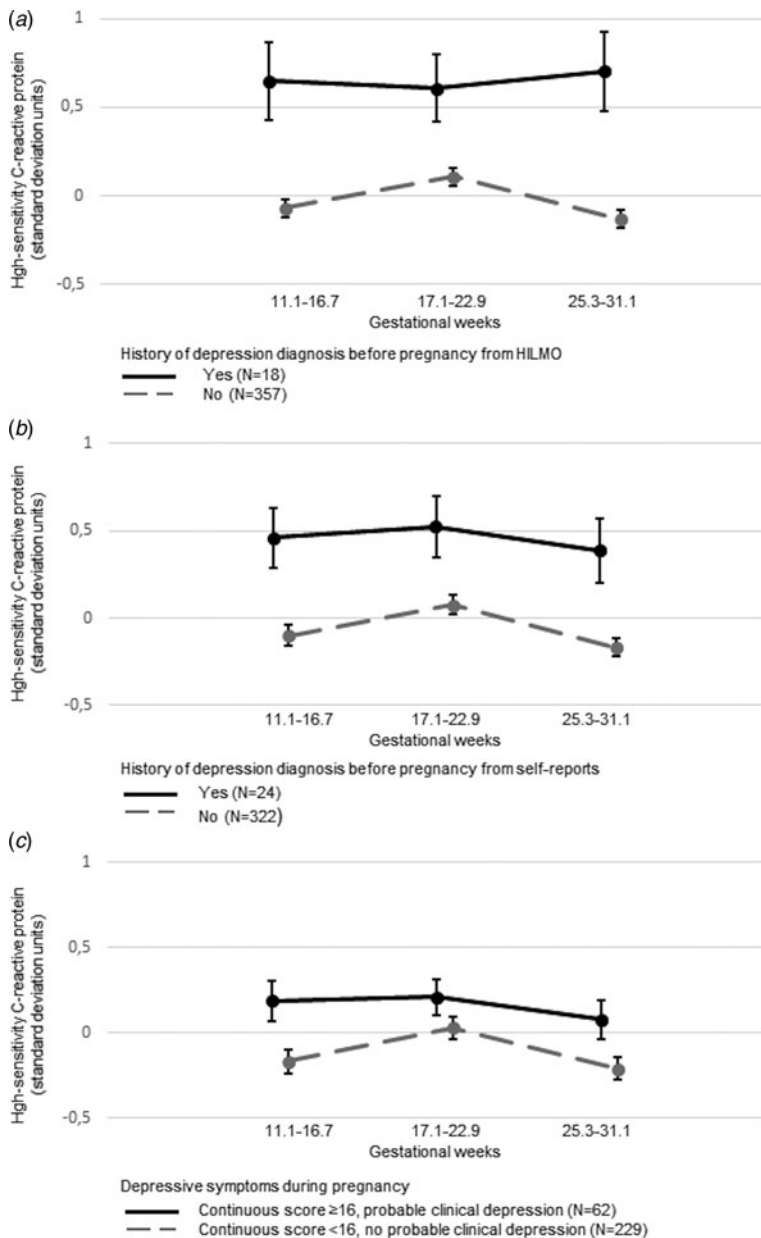 (a)
Hgh-sensitivity C-reactive protein
(standard deviation units)
1
0,5
0
-0,5
11.1-16.7 17.1-22.9 25.3-31.1
Gestational weeks
History of depression diagnosis before pregnancy from HILMO
Yes (N=18)
No (N=357)
(b)
Hgh-sensitivity C-reactive protein
(standard deviation units)
1
0,5
0
-0,5
11.1-16.7 17.1-22.9 25.3-31.1
Gestational weeks
History of depression diagnosis before pregnancy from self-reports
Yes (N=24)
No (N=322)
(c)
Hgh-sensitivity C-reactive protein
(standard deviation units)
1
0,5
0
-0,5
11.1-16.7 17.1-22.9 25.3-31.1
Gestational weeks
Depressive symptoms during pregnancy
Continuous score ≥16, probable clinical depression (N=62)
Continuous score <16, no probable clinical depression (N=229)